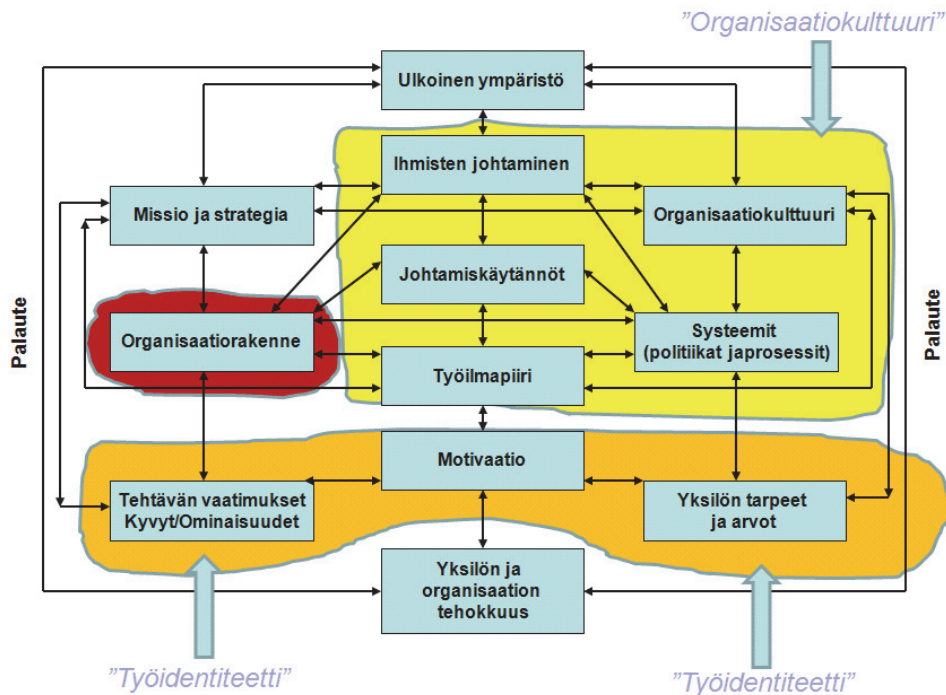 "Organisaatiokulttuuri"
Ulkoinen ympäristö
Ihmisten johtaminen
Missio ja strategia
Organisaatiokulttuuri
Johtamiskäytännöt
Organisaatiorakenne
Systeemit
(politiikat japrosessit)
Palaute
Palaute
Työilmapiiri
Motivaatio
Tehtävän vaatimukset
Kyvyt/Ominaisuudet
Yksilön tarpeet
ja arvot
Yksilön ja
organisaation
tehokkuus
"Työidentiteetti"
"Työidentiteetti"